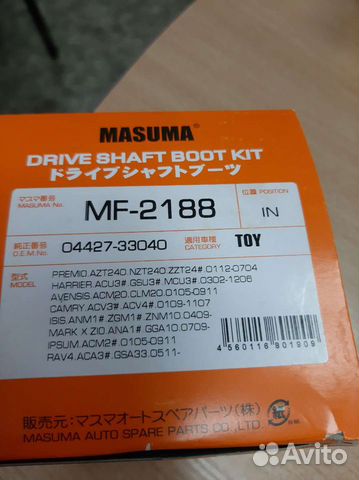 MASUMA®
DRIVE SHAFT BOOT KIT
ドライブシャフトブーツ
マスマ番号 MASUMA No. MF-2188 位置 POSITION IN
純正番号 O.E.M No. 04427-33040 適用車種 CATEGORY TOY
型式 MODEL
PREMIO.AZT240.NZT240.ZZT24#.0112-0704
HARRIER.ACU3#.GSU3#.MCU3#.0302-1206
AVENSIS.ACM20.CLM20.0105-0911
CAMRY.ACV3#.ACV4#.0109-1107
ISIS.ANM1#.ZGM1#.ZNM10.0409-
MARK X ZIO.ANA1#.GGA10.0709-
IPSUM.ACM2#.0105-0911
RAV4.ACA3#.GSA33.0511-
4560116801909
販売元：マスマオートスペアパーツ(株)
MASUMA AUTO SPARE PARTS CO.,LTD.
Avito